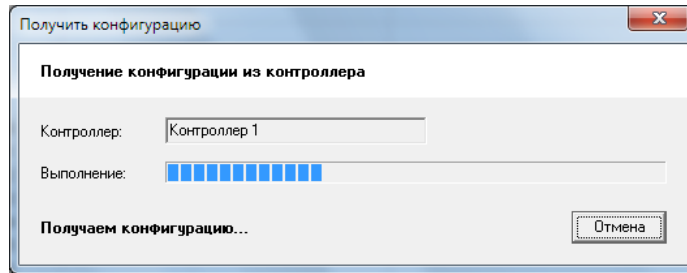 Получить конфигурацию
Получение конфигурации из контроллера
Контроллер: Контроллер 1
Выполнение:
Получаем конфигурацию...
Отмена